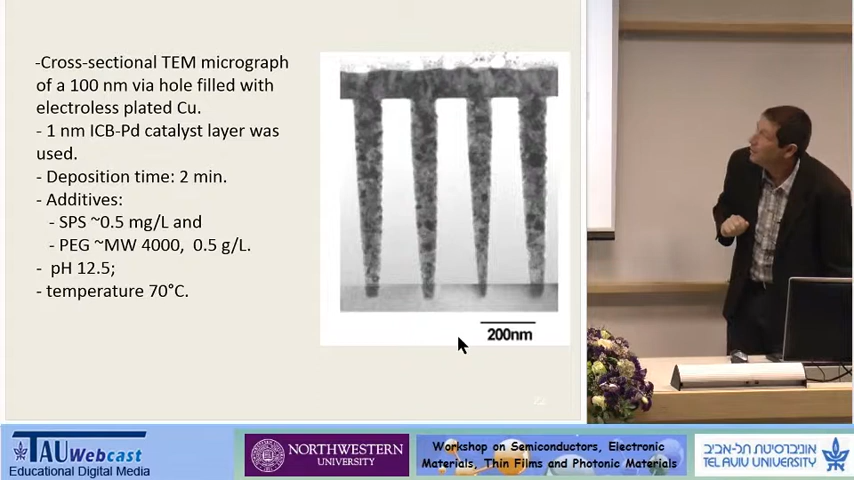 -Cross-sectional TEM micrograph
of a 100 nm via hole filled with
electroless plated Cu.
- 1 nm ICB-Pd catalyst layer was
used.
- Deposition time: 2 min.
- Additives:
- SPS ~0.5 mg/L and
- PEG ~MW 4000, 0.5 g/L.
- pH 12.5;
- temperature 70°C.
200nm
TAU Webcast
Educational Digital Media
NORTHWESTERN
UNIVERSITY
Workshop on Semiconductors, Electronic
Materials, Thin Films and Photonic Materials
אוניברסיטת תל-אביב
TEL AVIV UNIVERSITY